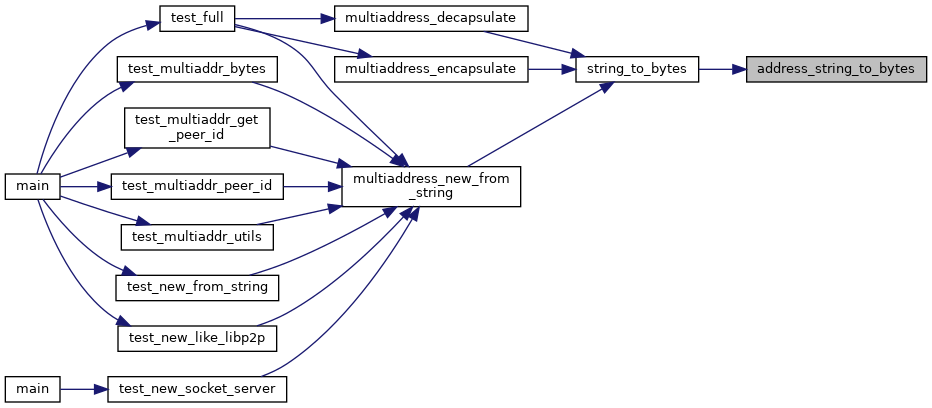 test_full
multiaddress_decapsulate
test_multiaddr_bytes
multiaddress_encapsulate
string_to_bytes
address_string_to_bytes
test_multiaddr_get
_peer_id
main
test_multiaddr_peer_id
multiaddress_new_from
_string
test_multiaddr_utils
test_new_from_string
test_new_like_libp2p
main
test_new_socket_server